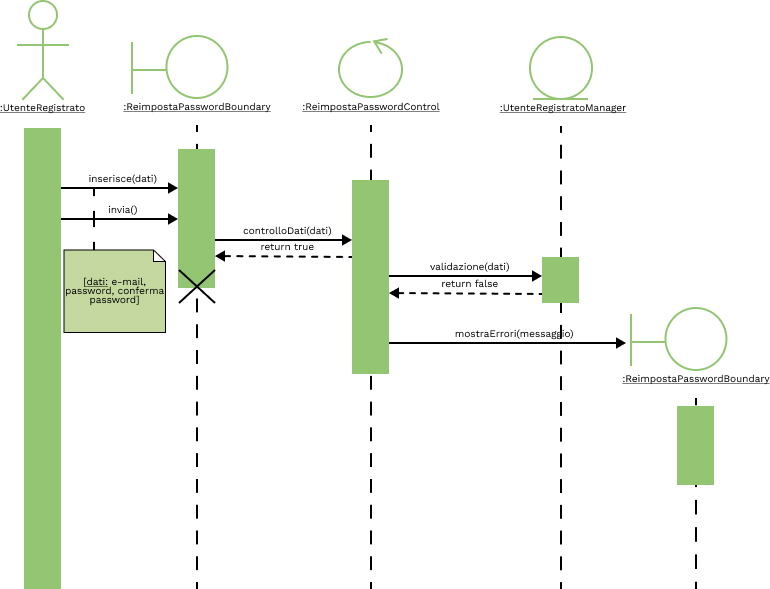 :UtenteRegistrato
:ReimpostaPasswordBoundary
:ReimpostaPasswordControl
:UtenteRegistratoManager
inserisce(dati)
invia()
controlloDati(dati)
return true
[dati: e-mail,
password, conferma
password]
validazione(dati)
return false
mostraErrori(messaggio)
:ReimpostaPasswordBoundary